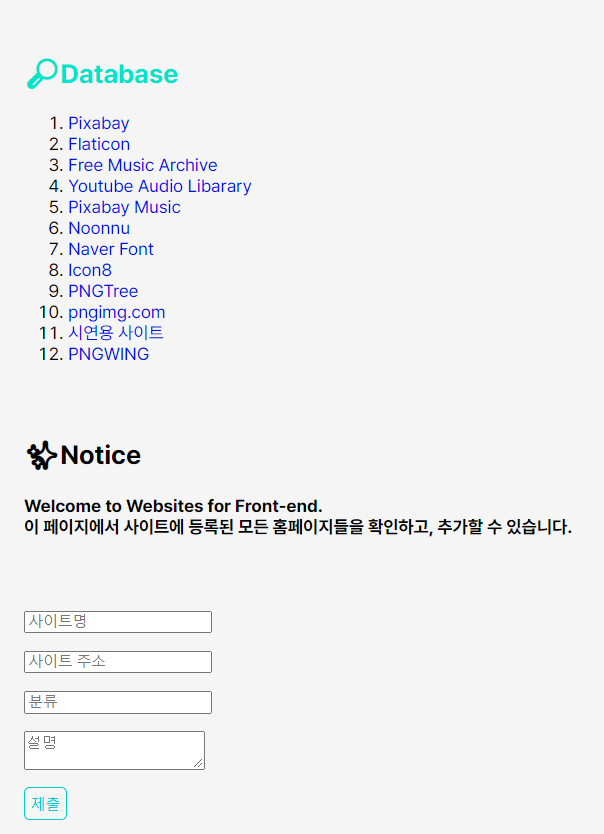 Database
1. Pixabay
2. Flaticon
3. Free Music Archive
4. Youtube Audio Libarary
5. Pixabay Music
6. Noonnu
7. Naver Font
8. Icon8
9. PNGTree
10. pngimg.com
11. 시연용 사이트
12. PNGWING
Notice
Welcome to Websites for Front-end.
이 페이지에서 사이트에 등록된 모든 홈페이지들을 확인하고, 추가할 수 있습니다.
사이트명
사이트 주소
분류
설명
제출